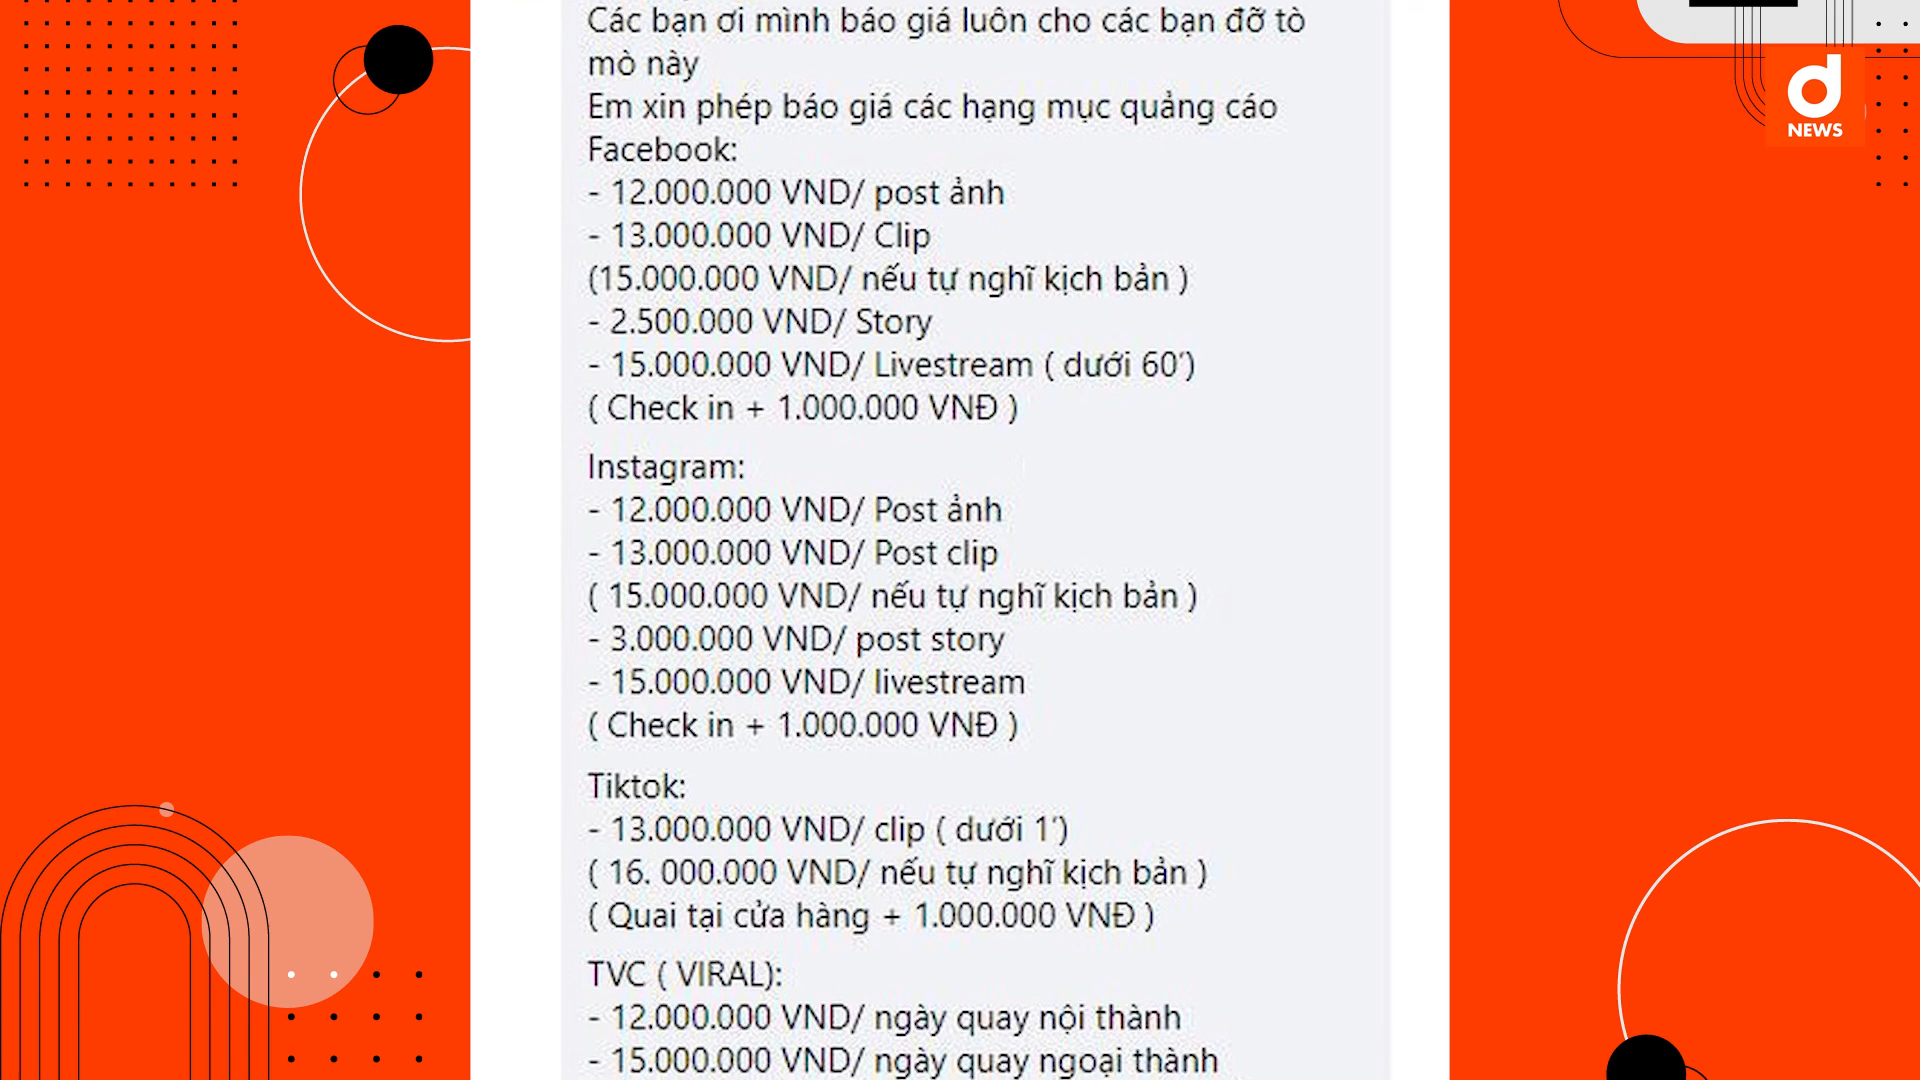 Các bạn ơi mình báo giá luôn cho các bạn đỡ tò
mò này
Em xin phép báo giá các hạng mục quảng cáo
Facebook:
- 12.000.000 VND/ post ảnh
- 13.000.000 VND/ Clip
(15.000.000 VND/ nếu tự nghĩ kịch bản )
- 2.500.000 VND/ Story
- 15.000.000 VND/ Livestream ( dưới 60')
( Check in + 1.000.000 VNĐ )
Instagram:
- 12.000.000 VND/ Post ảnh
- 13.000.000 VND/ Post clip
( 15.000.000 VND/ nếu tự nghĩ kịch bản )
- 3.000.000 VND/ post story
- 15.000.000 VND/ livestream
( Check in + 1.000.000 VNĐ )
Tiktok:
- 13.000.000 VND/ clip ( dưới 1')
( 16. 000.000 VND/ nếu tự nghĩ kịch bản )
( Quai tại cửa hàng + 1.000.000 VNĐ )
TVC ( VIRAL):
- 12.000.000 VND/ ngày quay nội thành
- 15.000.000 VND/ ngày quay ngoại thành
d
NEWS